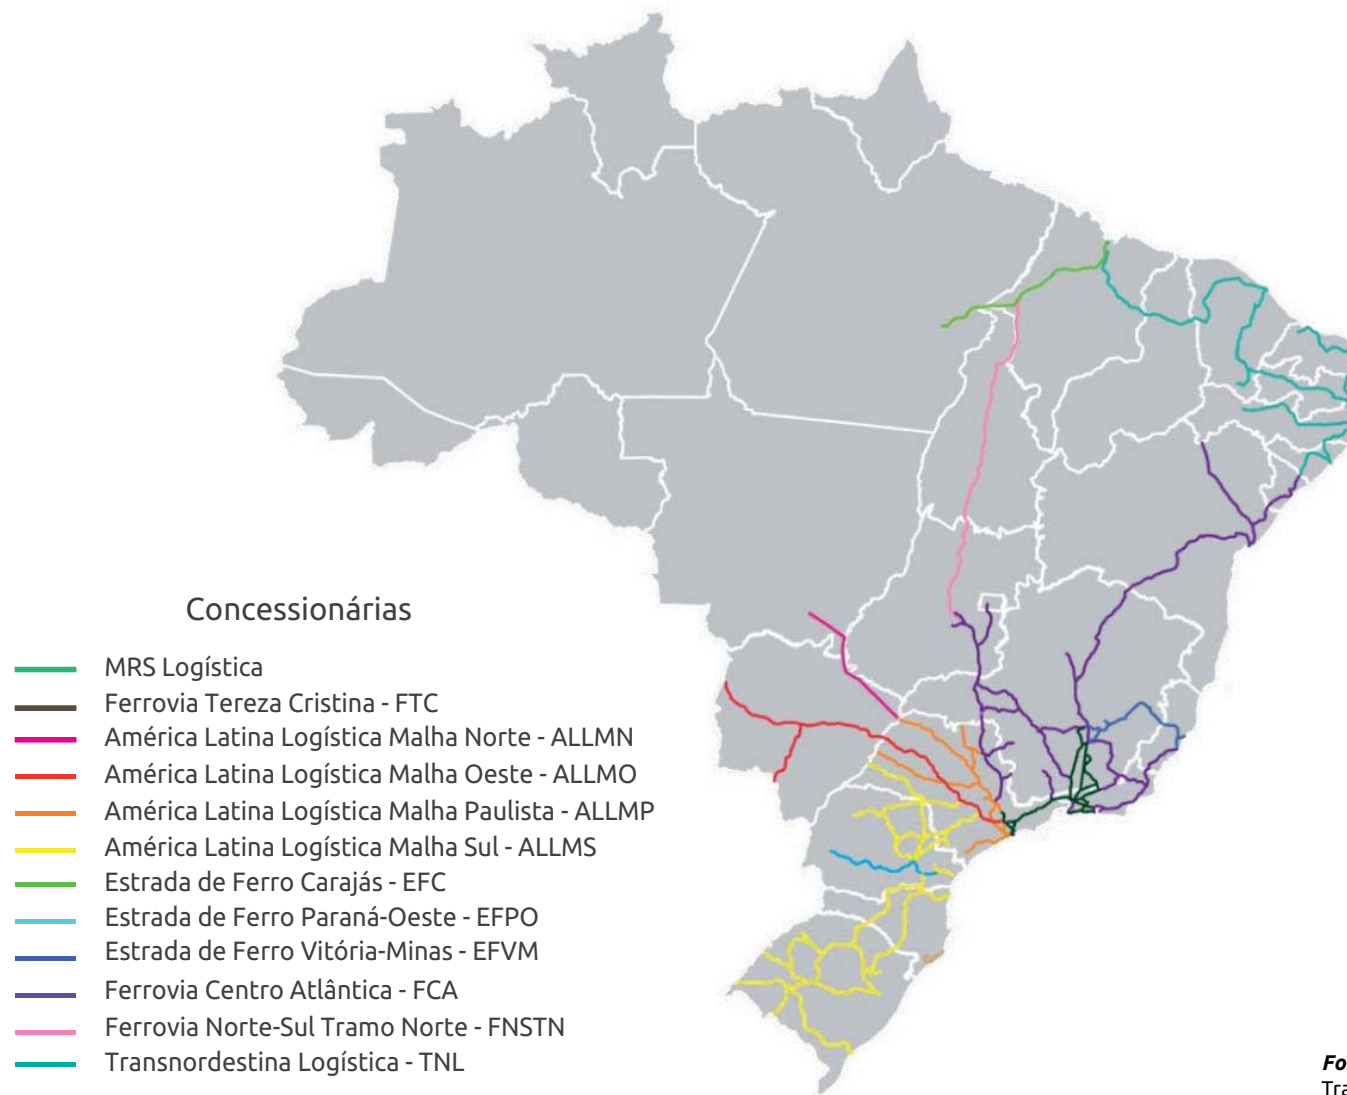 Concessionárias
MRS Logística
Ferrovia Tereza Cristina - FTC
América Latina Logística Malha Norte - ALLMN
América Latina Logística Malha Oeste - ALLMO
América Latina Logística Malha Paulista - ALLMP
América Latina Logística Malha Sul - ALLMS
Estrada de Ferro Carajás - EFC
Estrada de Ferro Paraná-Oeste - EFPO
Estrada de Ferro Vitória-Minas - EFVM
Ferrovia Centro Atlântica - FCA
Ferrovia Norte-Sul Tramo Norte - FNSTN
Transnordestina Logística - TNL